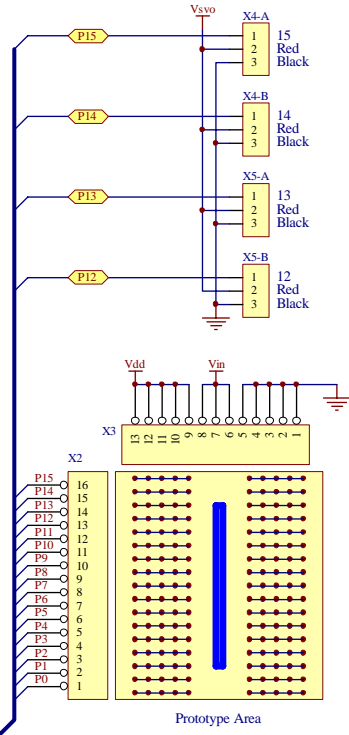 Vsvo
X4-A
P15 1 15
2 Red
3 Black
X4-B
P14 1 14
2 Red
3 Black
X5-A
P13 1 13
2 Red
3 Black
X5-B
P12 1 12
2 Red
3 Black
Vdd Vin
X3 13 12 11 10 9 8 7 6 5 4 3 2 1
X2
P15 16
P14 15
P13 14
P12 13
P11 12
P10 11
P9 10
P8 9
P7 8
P6 7
P5 6
P4 5
P3 4
P2 3
P1 2
P0 1
Prototype Area